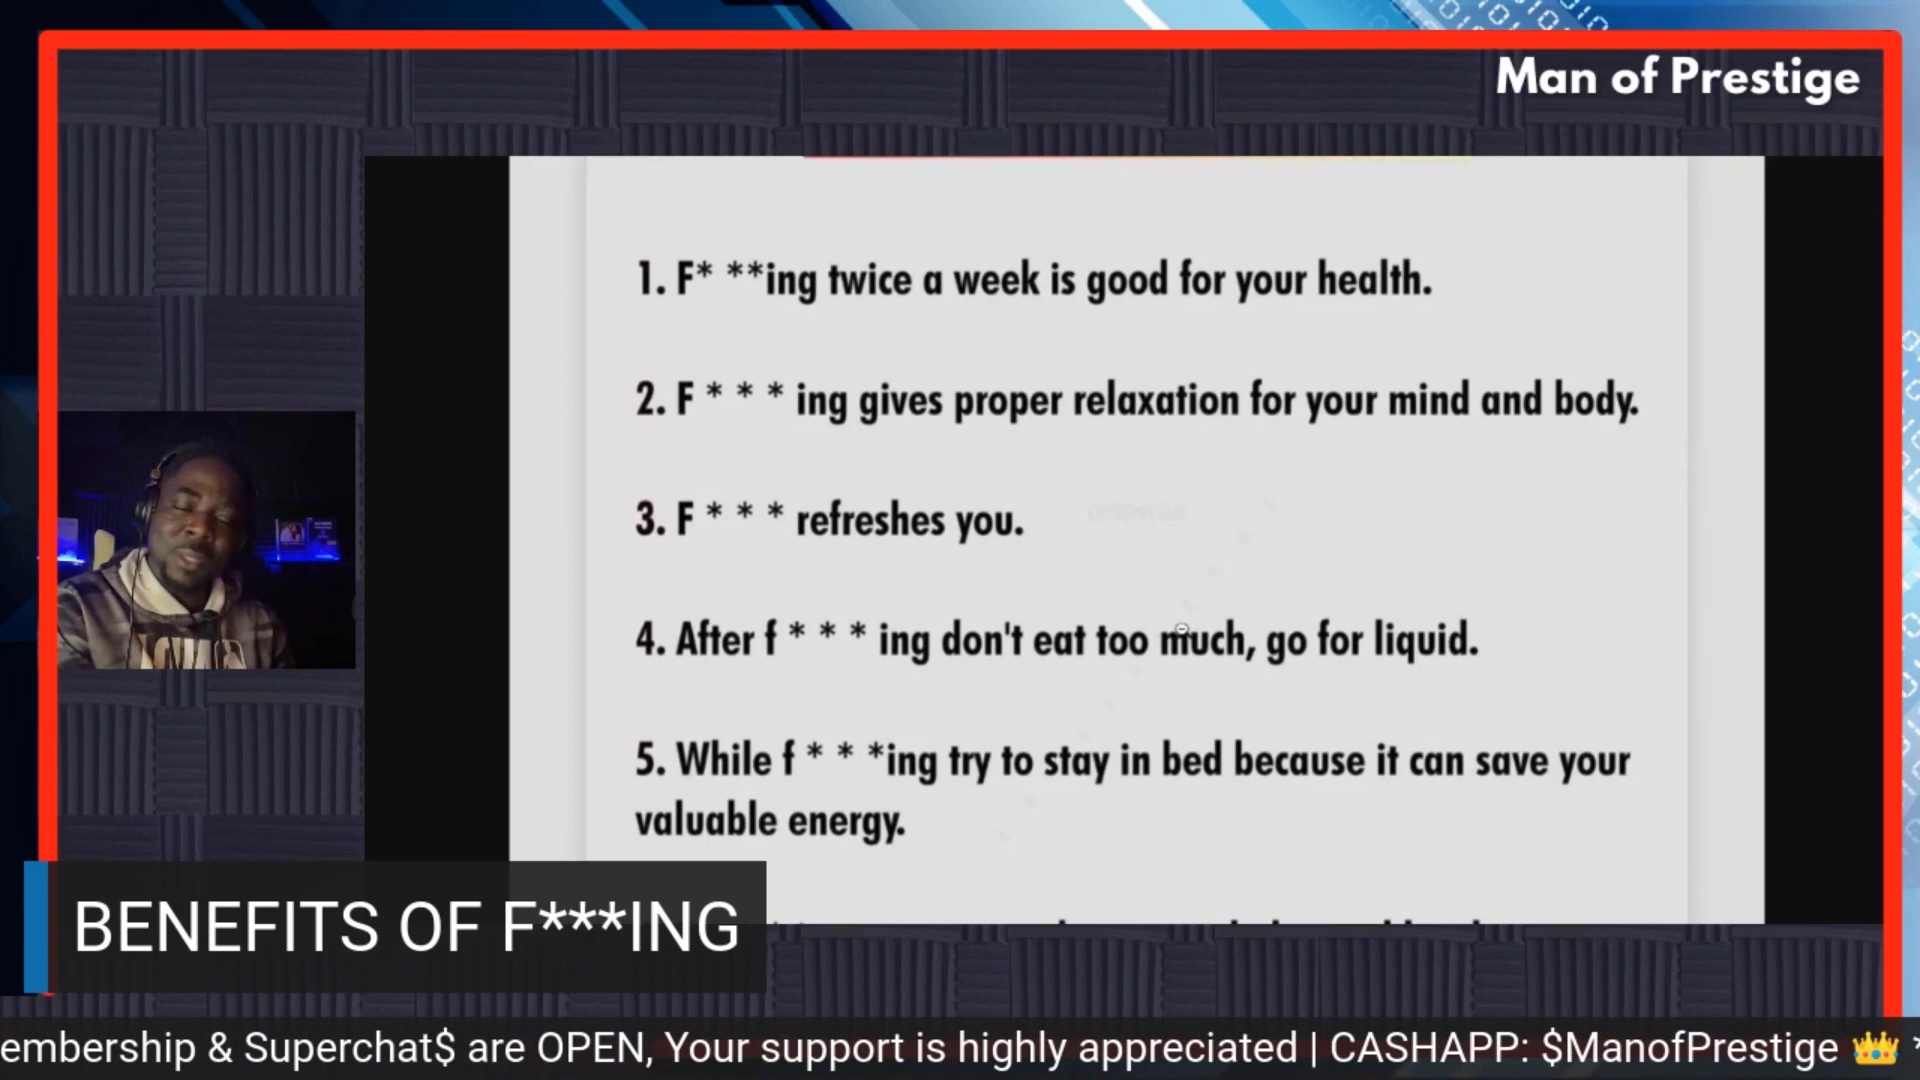 Man of Prestige
1. F* **ing twice a week is good for your health.
2. F * * * ing gives proper relaxation for your mind and body.
3. F * * * refreshes you.
4. After f * * * ing don't eat too much, go for liquid.
5. While f * * *ing try to stay in bed because it can save your
valuable energy.
BENEFITS OF F***ING
embership & Superchat$ are OPEN, Your support is highly appreciated | CASHAPP: $ManofPrestige 👑 *